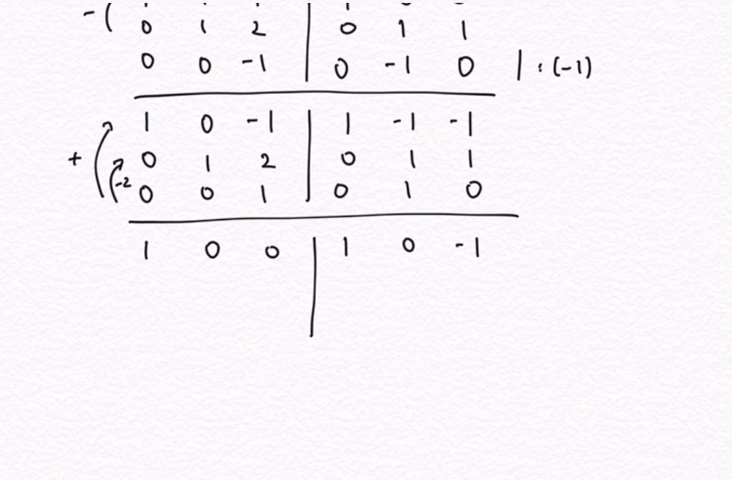 -( 0 1 2 | 0 1 1
0 0 -1 | 0 -1 0 | : (-1)
1 0 -1 | 1 -1 -1
+ 0 1 2 | 0 1 1
-2 0 0 1 | 0 1 0
1 0 0 | 1 0 -1